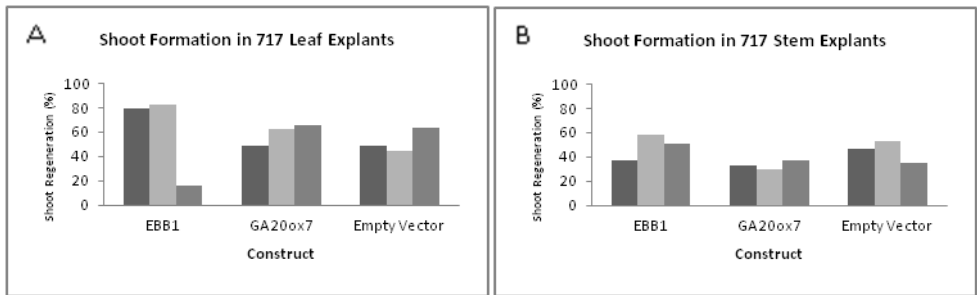 A
Shoot Formation in 717 Leaf Explants
Shoot Regeneration (%)
100
80
60
40
20
0
EBB1 GA20ox7 Empty Vector
Construct
B
Shoot Formation in 717 Stem Explants
Shoot Regeneration (%)
100
80
60
40
20
0
EBB1 GA20ox7 Empty Vector
Construct